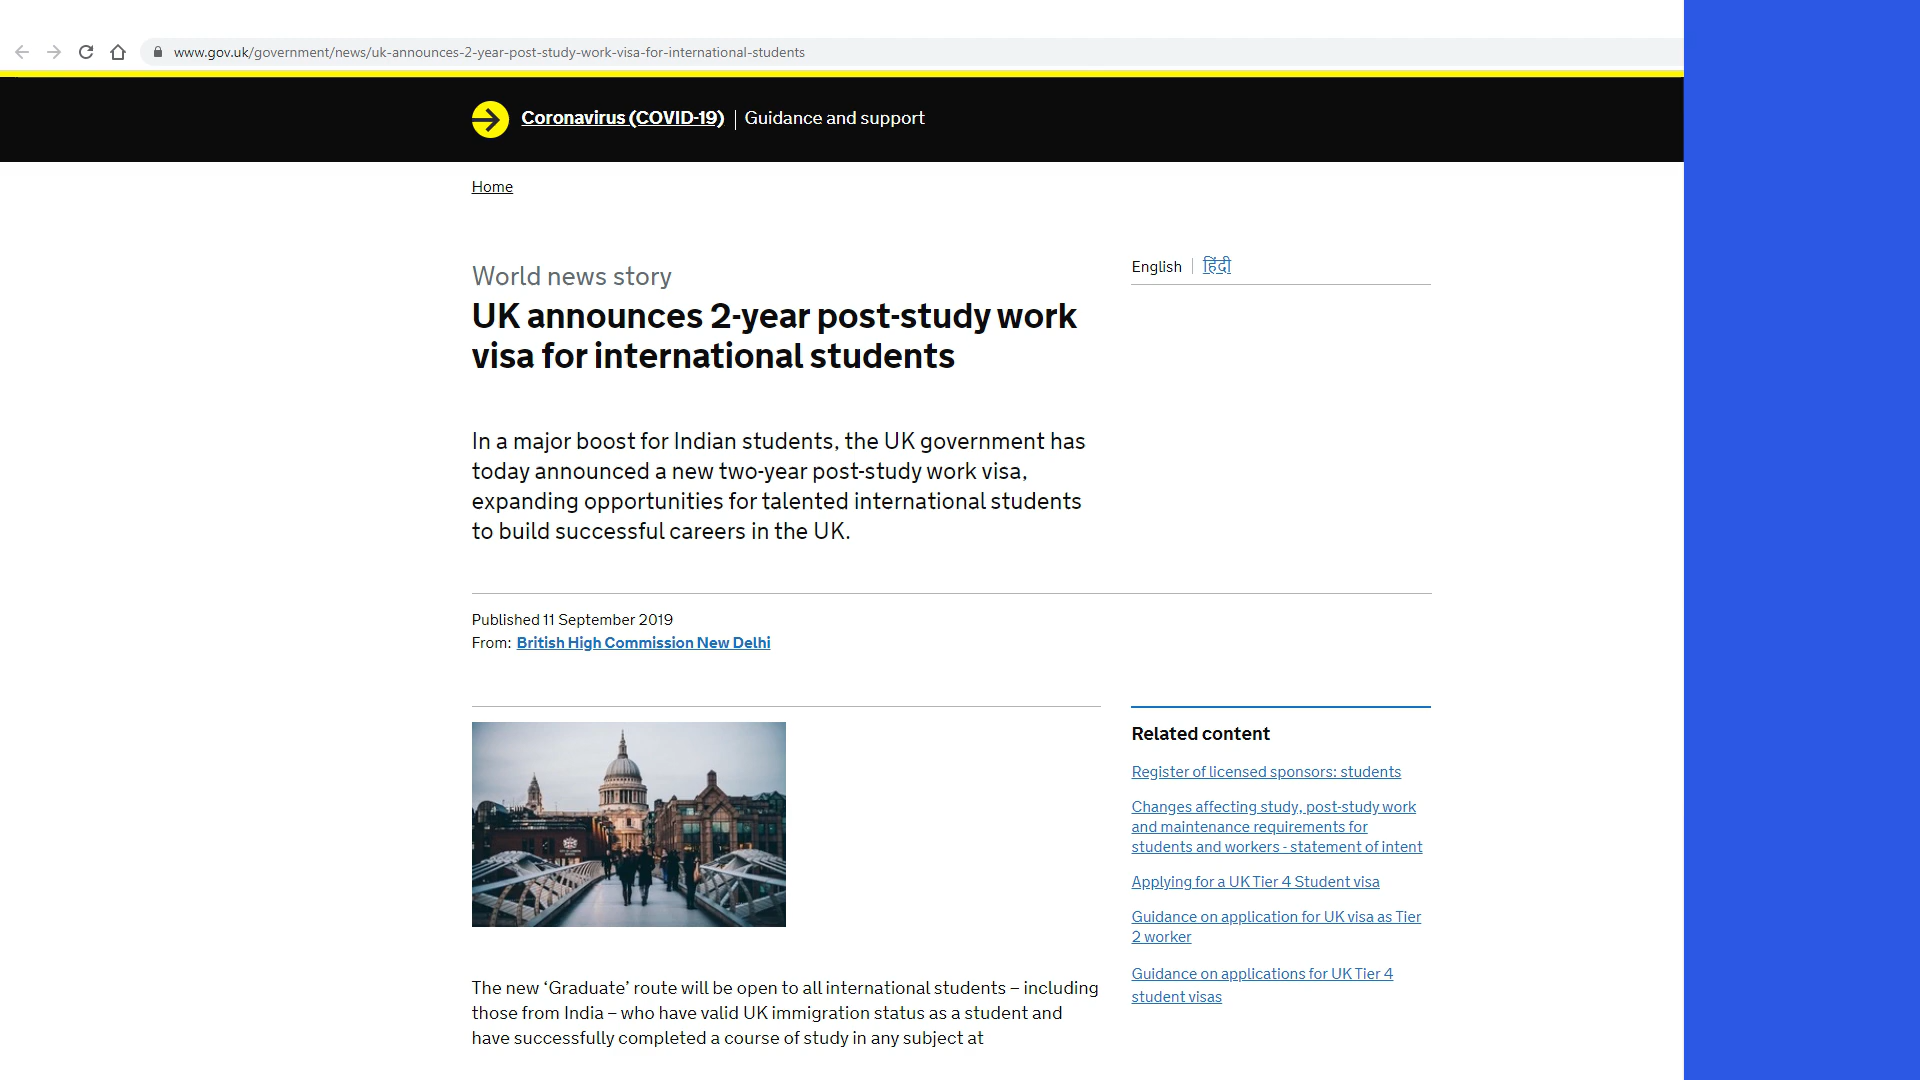 www.gov.uk/government/news/uk-announces-2-year-post-study-work-visa-for-international-students
Coronavirus (COVID-19) | Guidance and support
Home
English | हिंदी
World news story
UK announces 2-year post-study work
visa for international students
In a major boost for Indian students, the UK government has
today announced a new two-year post-study work visa,
expanding opportunities for talented international students
to build successful careers in the UK.
Published 11 September 2019
From: British High Commission New Delhi
The new ‘Graduate’ route will be open to all international students – including
those from India – who have valid UK immigration status as a student and
have successfully completed a course of study in any subject at
Related content
Register of licensed sponsors: students
Changes affecting study, post-study work
and maintenance requirements for
students and workers - statement of intent
Applying for a UK Tier 4 Student visa
Guidance on application for UK visa as Tier
2 worker
Guidance on applications for UK Tier 4
student visas